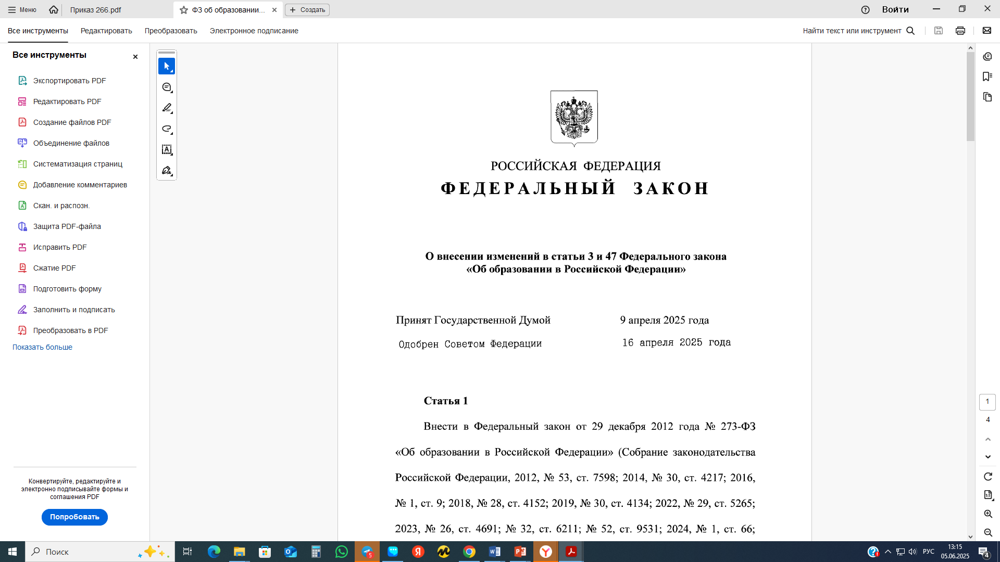 Меню
Приказ 266.pdf
ФЗ об образовании...
Создать
Войти
Все инструменты
Редактировать
Преобразовать
Электронное подписание
Найти текст или инструмент
Все инструменты
Экспортировать PDF
Редактировать PDF
Создание файлов PDF
Объединение файлов
Систематизация страниц
Добавление комментариев
Скан. и распозн.
Защита PDF-файла
Исправить PDF
Сжатие PDF
Подготовить форму
Заполнить и подписать
Преобразовать в PDF
Показать больше
Конвертируйте, редактируйте и
электронно подписывайте формы и
соглашения PDF
Попробовать
РОССИЙСКАЯ ФЕДЕРАЦИЯ
ФЕДЕРАЛЬНЫЙ ЗАКОН
О внесении изменений в статьи 3 и 47 Федерального закона
«Об образовании в Российской Федерации»
Принят Государственной Думой 9 апреля 2025 года
Одобрен Советом Федерации 16 апреля 2025 года
Статья 1
Внести в Федеральный закон от 29 декабря 2012 года № 273-ФЗ
«Об образовании в Российской Федерации» (Собрание законодательства
Российской Федерации, 2012, № 53, ст. 7598; 2014, № 30, ст. 4217; 2016,
№ 1, ст. 9; 2018, № 28, ст. 4152; 2019, № 30, ст. 4134; 2022, № 29, ст. 5265;
2023, № 26, ст. 4691; № 32, ст. 6211; № 52, ст. 9531; 2024, № 1, ст. 66;
1
4
Поиск
5
РУС
13:15
05.06.2025
4